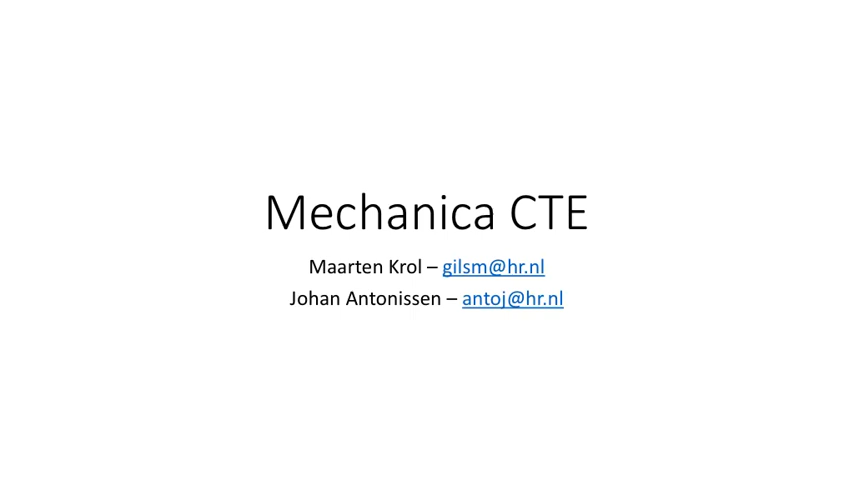 Mechanica CTE
Maarten Krol – gilsm@hr.nl
Johan Antonissen – antoj@hr.nl